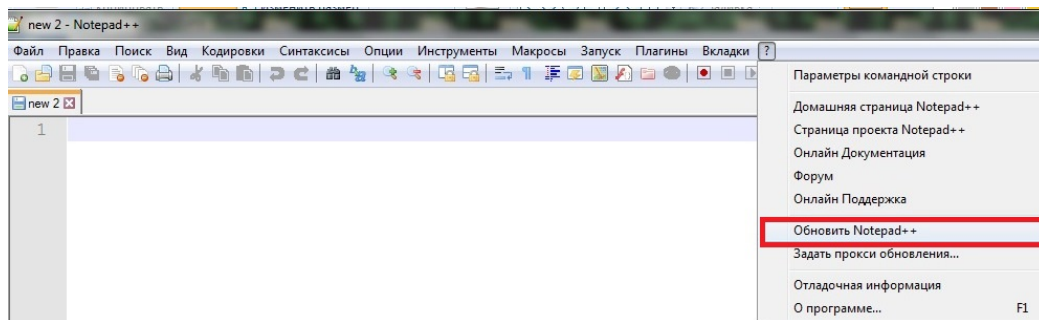 new 2 - Notepad++
Файл Правка Поиск Вид Кодировки Синтаксисы Опции Инструменты Макросы Запуск Плагины Вкладки ?
new 2
1
Параметры командной строки
Домашняя страница Notepad++
Страница проекта Notepad++
Онлайн Документация
Форум
Онлайн Поддержка
Обновить Notepad++
Задать прокси обновления...
Отладочная информация
О программе... F1